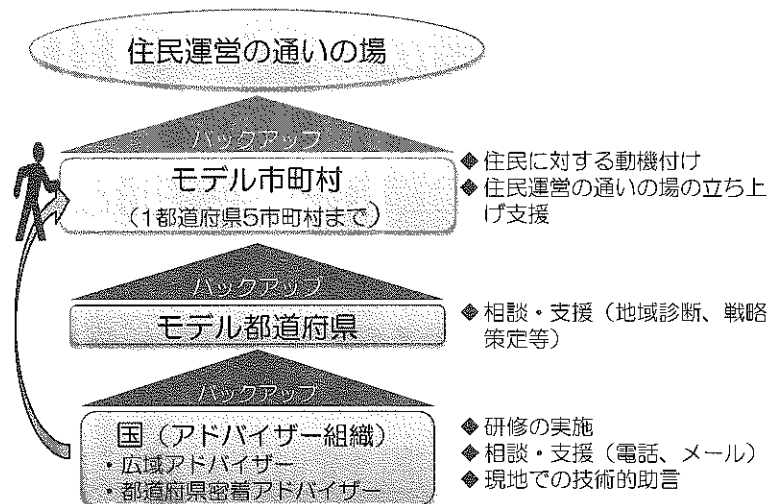 住民運営の通いの場
バックアップ
モデル市町村
(1都道府県5市町村まで)
◆住民に対する動機付け
◆住民運営の通いの場の立ち上
げ支援
バックアップ
モデル都道府県
◆相談・支援（地域診断、戦略
策定等）
バックアップ
国（アドバイザー組織）
・広域アドバイザー
・都道府県密着アドバイザー
◆研修の実施
◆相談・支援（電話、メール）
◆現地での技術的助言